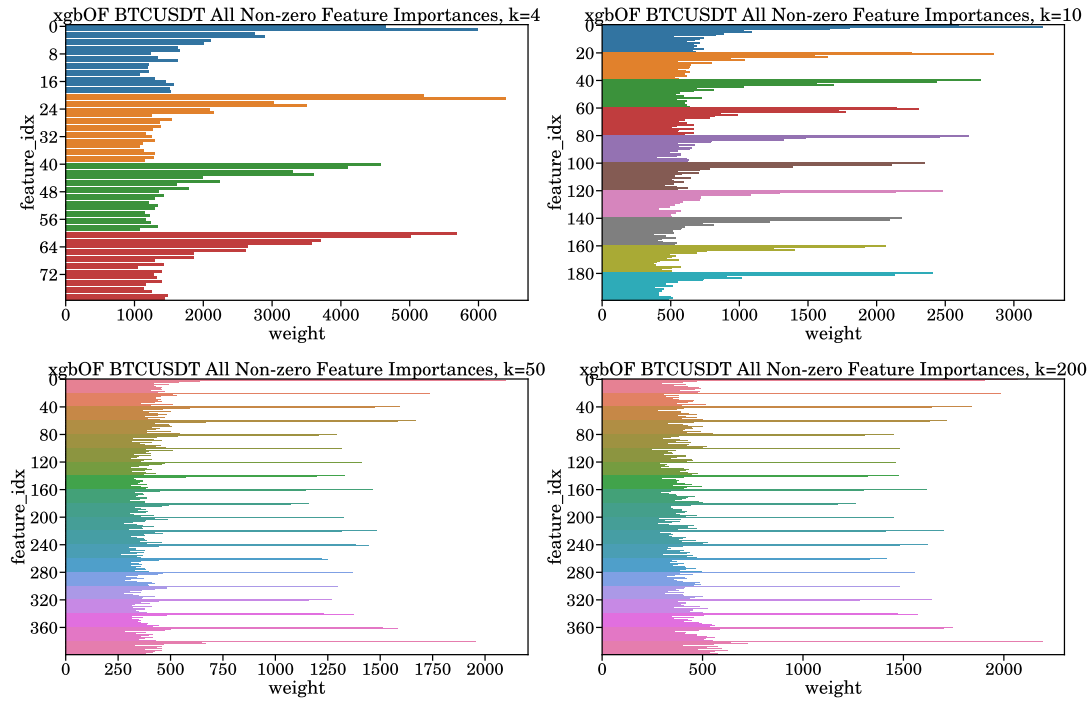 xgbOF BTCUSDT All Non-zero Feature Importances, k=4
0
8
16
24
32
40
48
56
64
72
feature_idx
0 1000 2000 3000 4000 5000 6000
weight
xgbOF BTCUSDT All Non-zero Feature Importances, k=10
0
20
40
60
80
100
120
140
160
180
feature_idx
0 500 1000 1500 2000 2500 3000
weight
xgbOF BTCUSDT All Non-zero Feature Importances, k=50
0
40
80
120
160
200
240
280
320
360
feature_idx
0 250 500 750 1000 1250 1500 1750 2000
weight
xgbOF BTCUSDT All Non-zero Feature Importances, k=200
0
40
80
120
160
200
240
280
320
360
feature_idx
0 500 1000 1500 2000
weight